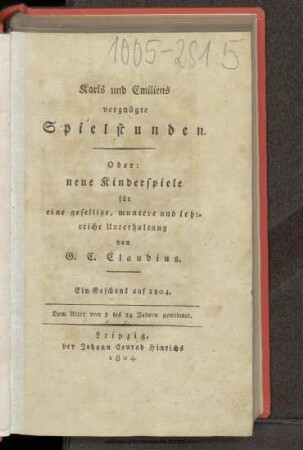 1005-281 5
Karls und Emiliens
vergnügte
Spielstunden.
Oder:
neue Kinderspiele
für
eine gesellige, muntere und lehr-
reiche Unterhaltung
von
G. C. Claudius.
Ein Geschenk auf 1804.
Dem Alter von 8 bis 14 Jahren gewidmet.
Leipzig,
bey Johann Conrad Hinrichs
1804.